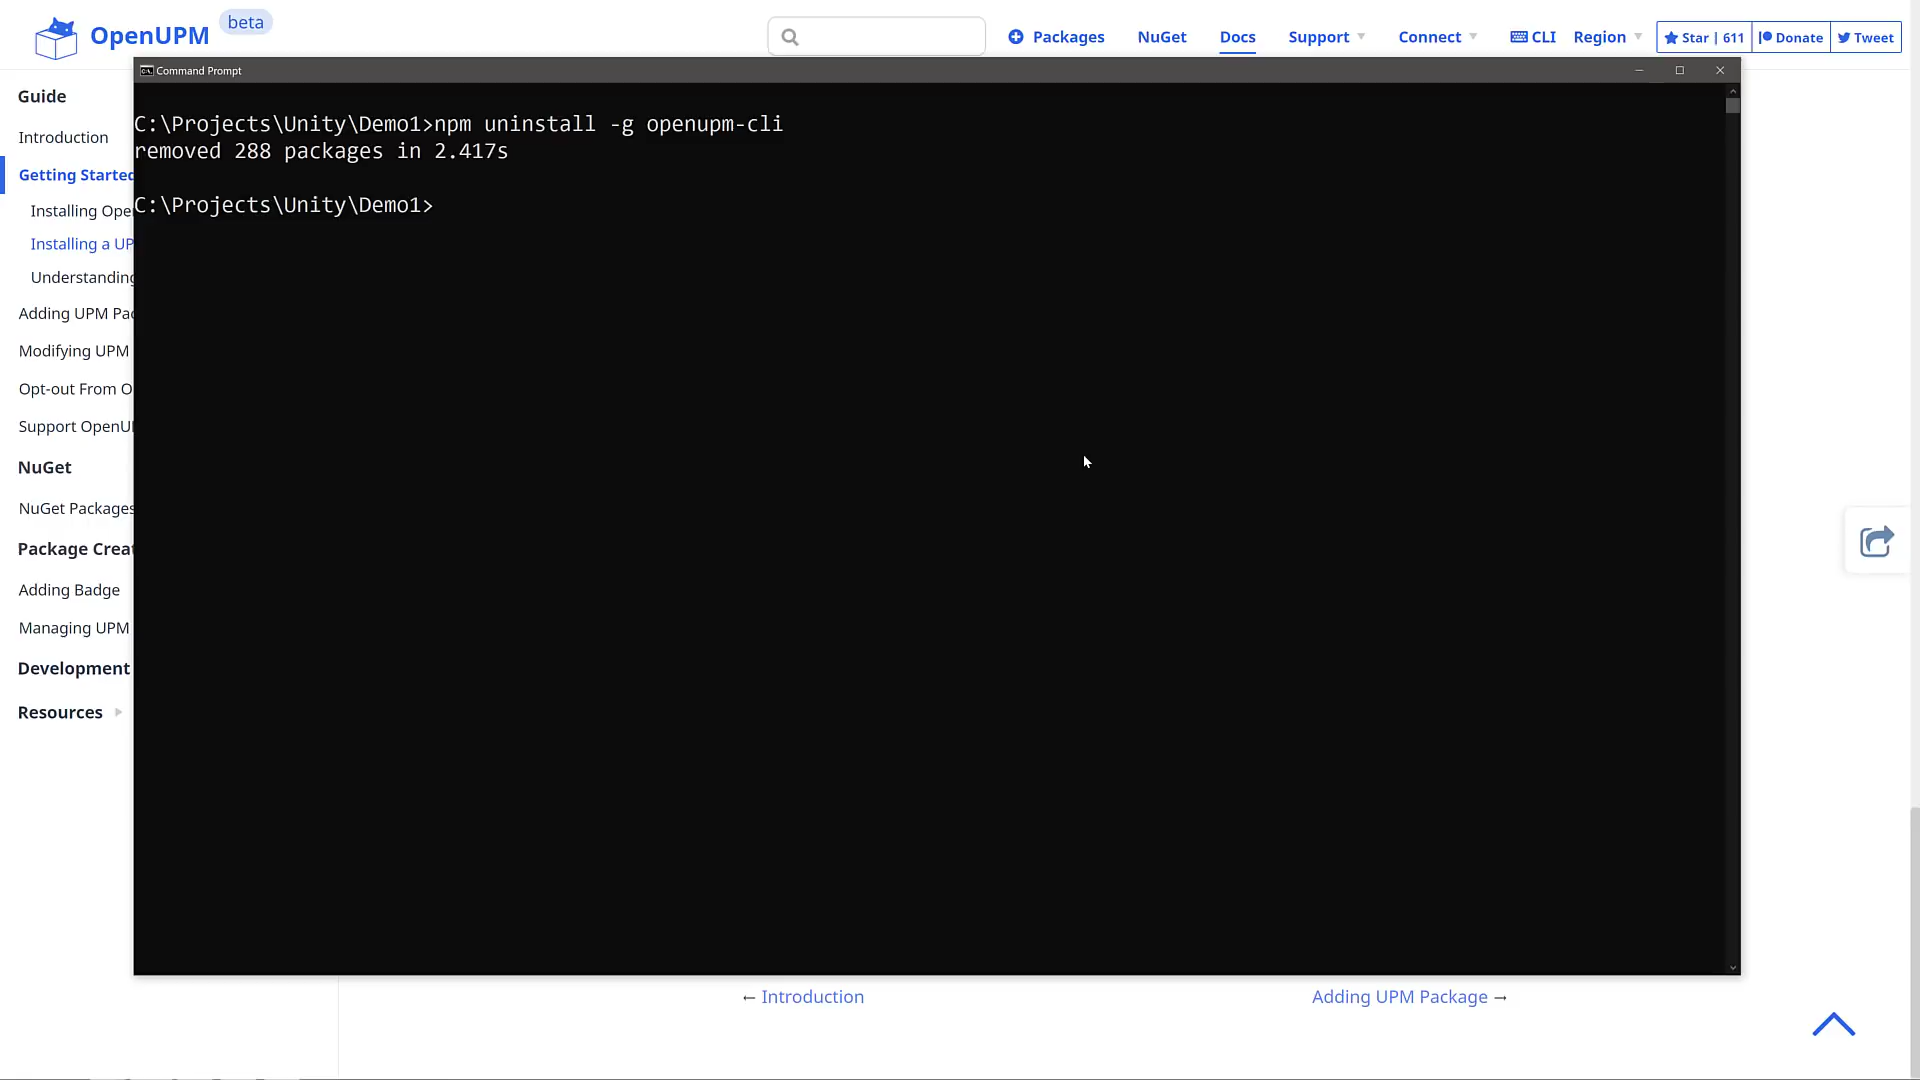 OpenUPM beta
Packages NuGet Docs Support Connect CLI Region Star | 611 Donate Tweet
Command Prompt
C:\Projects\Unity\Demo1>npm uninstall -g openupm-cli
removed 288 packages in 2.417s
C:\Projects\Unity\Demo1>
Guide
Introduction
Getting Started
Installing Ope
Installing a UP
Understanding
Adding UPM Pac
Modifying UPM
Opt-out From O
Support OpenU
NuGet
NuGet Packages
Package Creat
Adding Badge
Managing UPM
Development
Resources
← Introduction
Adding UPM Package →